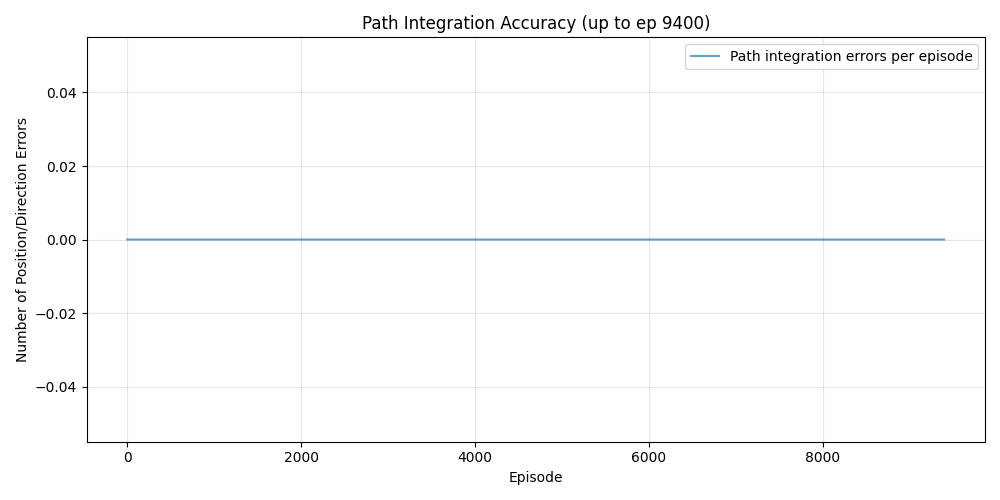 Path Integration Accuracy (up to ep 9400)
Path integration errors per episode
Number of Position/Direction Errors
0.04
0.02
0.00
−0.02
−0.04
0 2000 4000 6000 8000
Episode